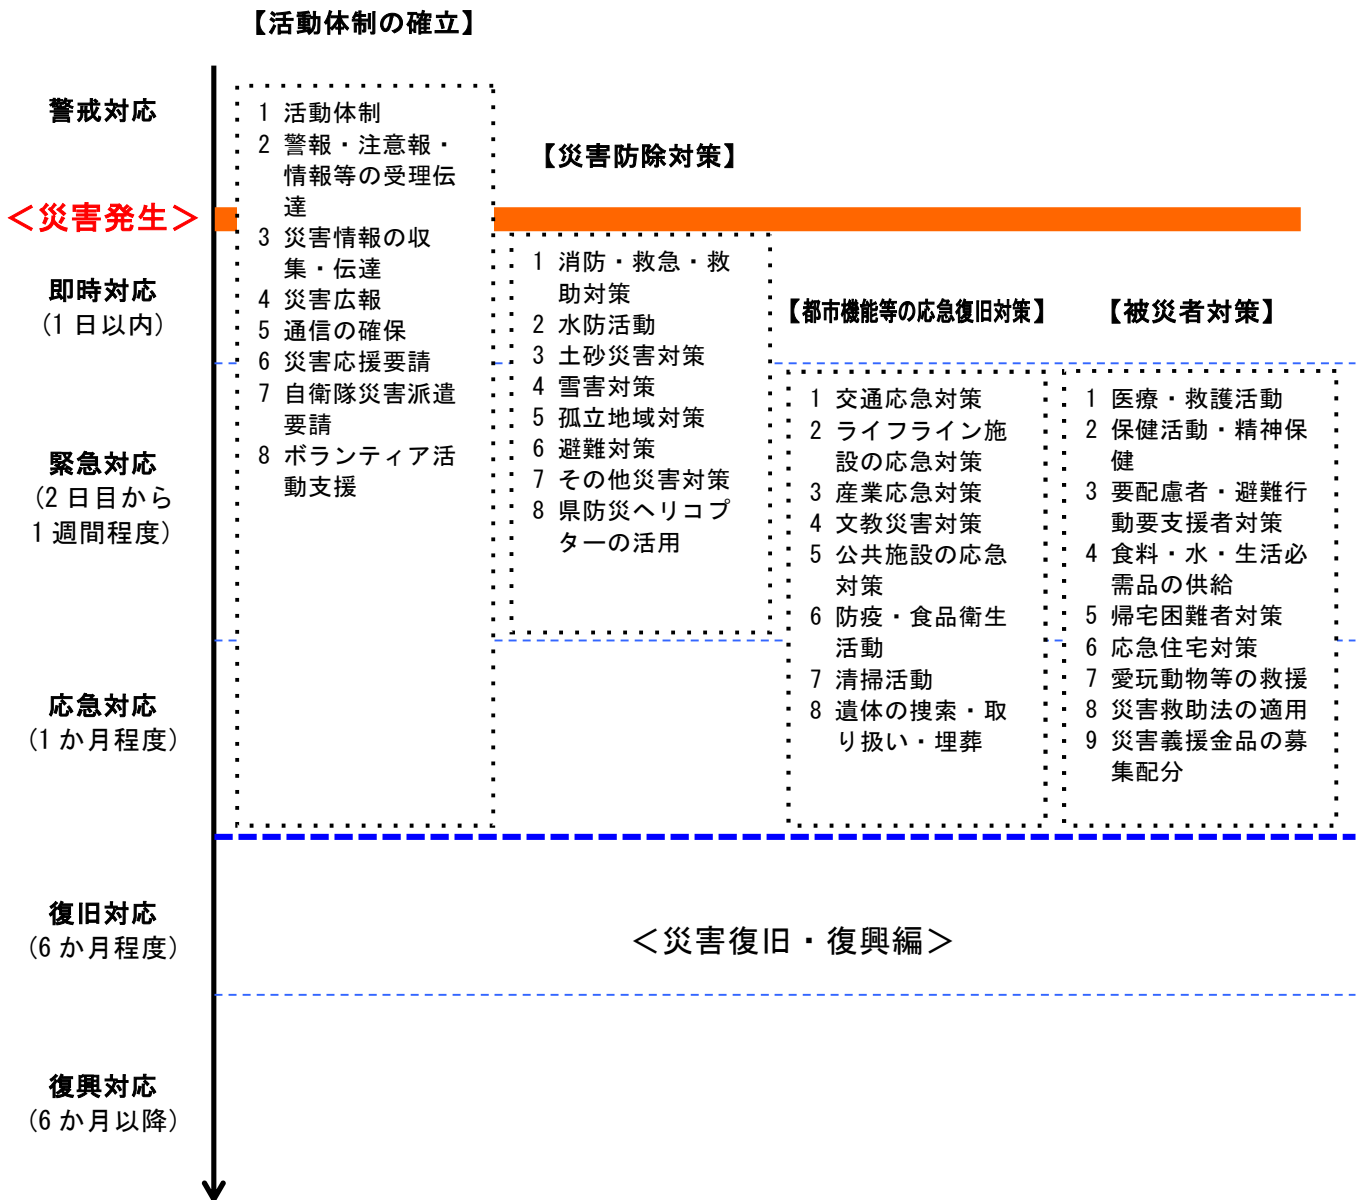 【活動体制の確立】
警戒対応
1 活動体制
2 警報・注意報・
情報等の受理伝
達
3 災害情報の収
集・伝達
4 災害広報
5 通信の確保
6 災害応援要請
7 自衛隊災害派遣
要請
8 ボランティア活
動支援
【災害防除対策】
＜災害発生＞
1 消防・救急・救
助対策
2 水防活動
3 土砂災害対策
4 雪害対策
5 孤立地域対策
6 避難対策
7 その他災害対策
8 県防災ヘリコプ
ターの活用
即時対応
(1日以内)
【都市機能等の応急復旧対策】
1 交通応急対策
2 ライフライン施
設の応急対策
3 産業応急対策
4 文教災害対策
5 公共施設の応急
対策
6 防疫・食品衛生
活動
7 清掃活動
8 遺体の捜索・取
り扱い・埋葬
【被災者対策】
1 医療・救護活動
2 保健活動・精神保
健
3 要配慮者・避難行
動要支援者対策
4 食料・水・生活必
需品の供給
5 帰宅困難者対策
6 応急住宅対策
7 愛玩動物等の救援
8 災害救助法の適用
9 災害義援金品の募
集配分
緊急対応
(2日目から
1週間程度)
応急対応
(1か月程度)
復旧対応
(6か月程度)
＜災害復旧・復興編＞
復興対応
(6か月以降)